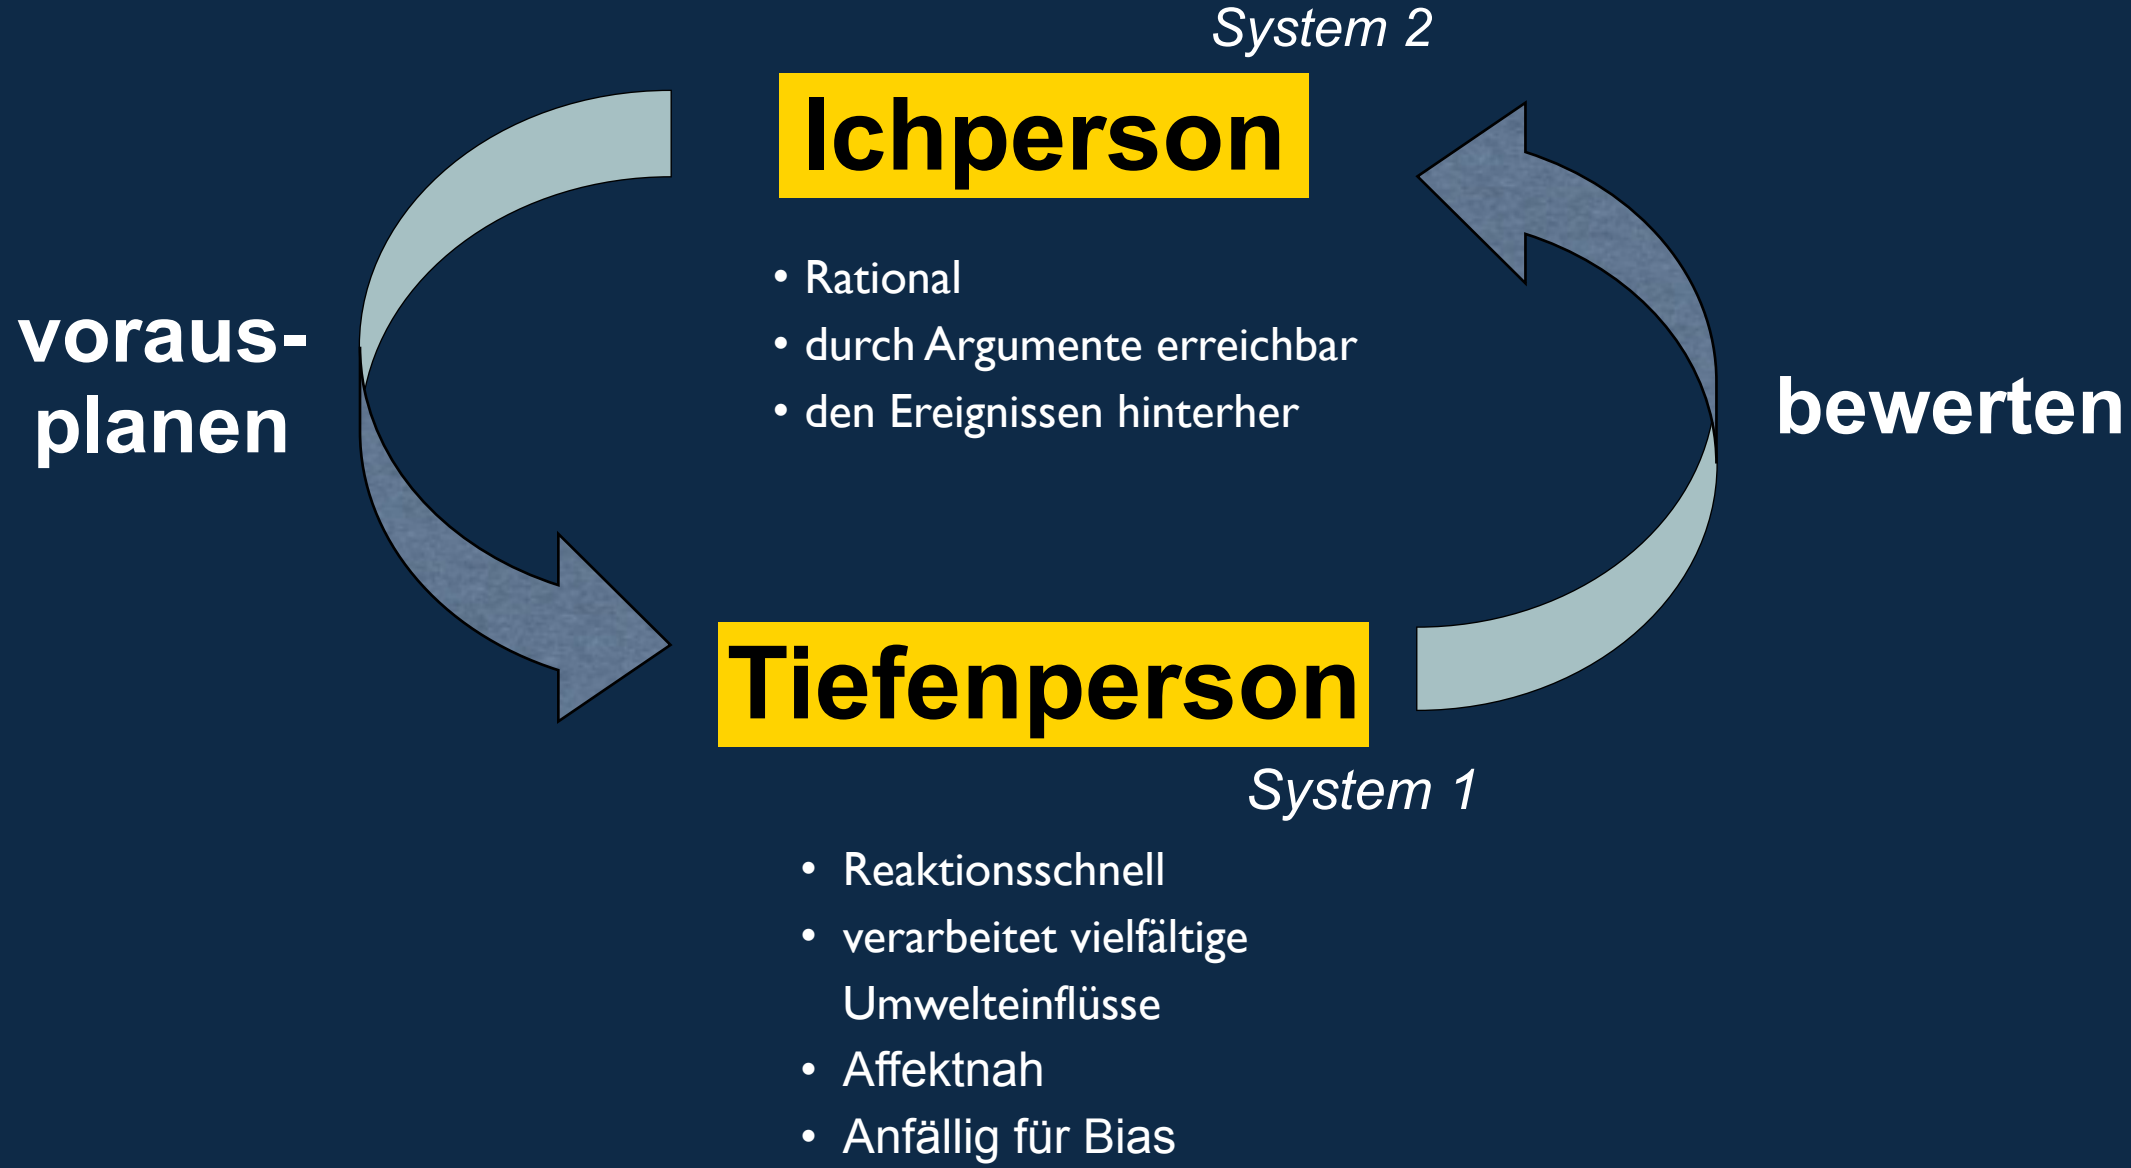 System 2
Ichperson
• Rational
• durch Argumente erreichbar
• den Ereignissen hinterher
voraus-
planen
bewerten
Tiefenperson
System 1
• Reaktionsschnell
• verarbeitet vielfältige
Umwelteinflüsse
• Affektnah
• Anfällig für Bias